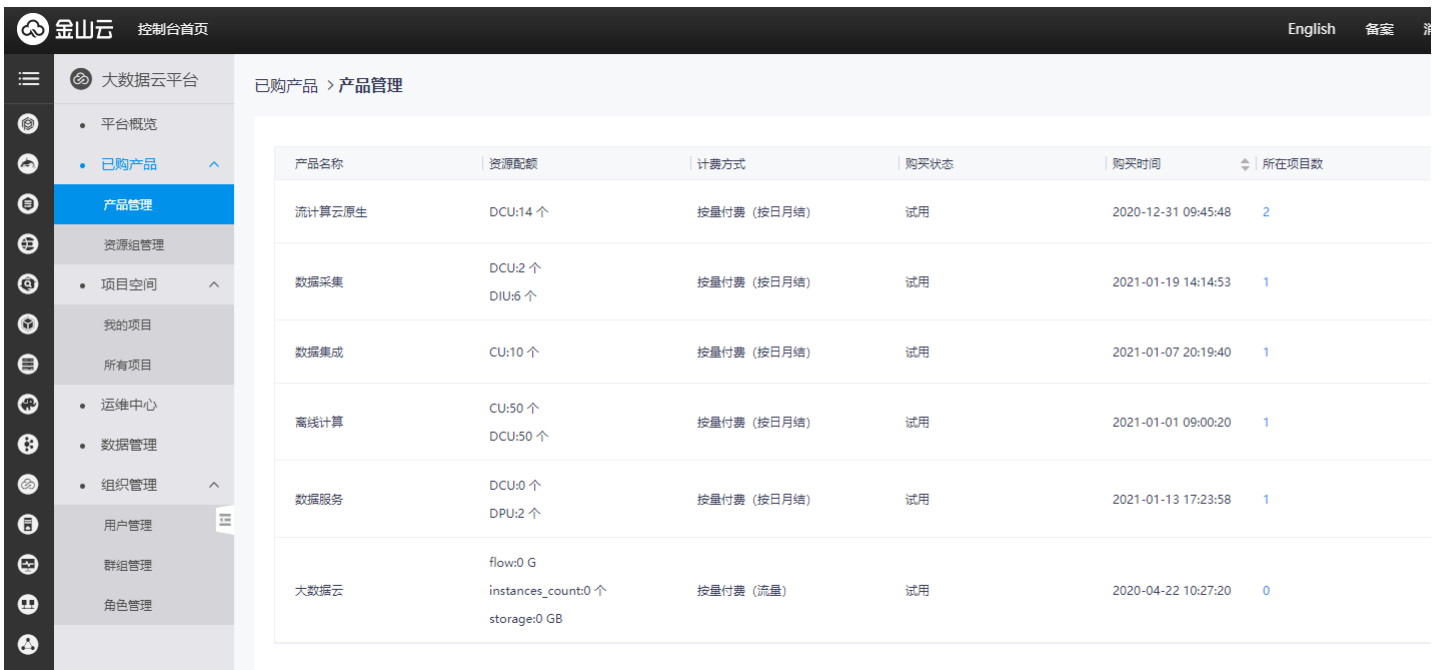 金山云 控制台首页 English 备案
大数据云平台
平台概览
已购产品
产品管理
资源组管理
项目空间
我的项目
所有项目
运维中心
数据管理
组织管理
用户管理
群组管理
角色管理
已购产品 > 产品管理
产品名称 资源配额 计费方式 购买状态 购买时间 所在项目数
流计算云原生 DCU:14 个 按量付费（按日月结） 试用 2020-12-31 09:45:48 2
数据采集 DCU:2 个 按量付费（按日月结） 试用 2021-01-19 14:14:53 1
DIU:6 个
数据集成 CU:10 个 按量付费（按日月结） 试用 2021-01-07 20:19:40 1
离线计算 CU:50 个 按量付费（按日月结） 试用 2021-01-01 09:00:20 1
DCU:50 个
数据服务 DCU:0 个 按量付费（按日月结） 试用 2021-01-13 17:23:58 1
DPU:2 个
flow:0 G
大数据云 instances_count:0 个 按量付费（流量） 试用 2020-04-22 10:27:20 0
storage:0 GB